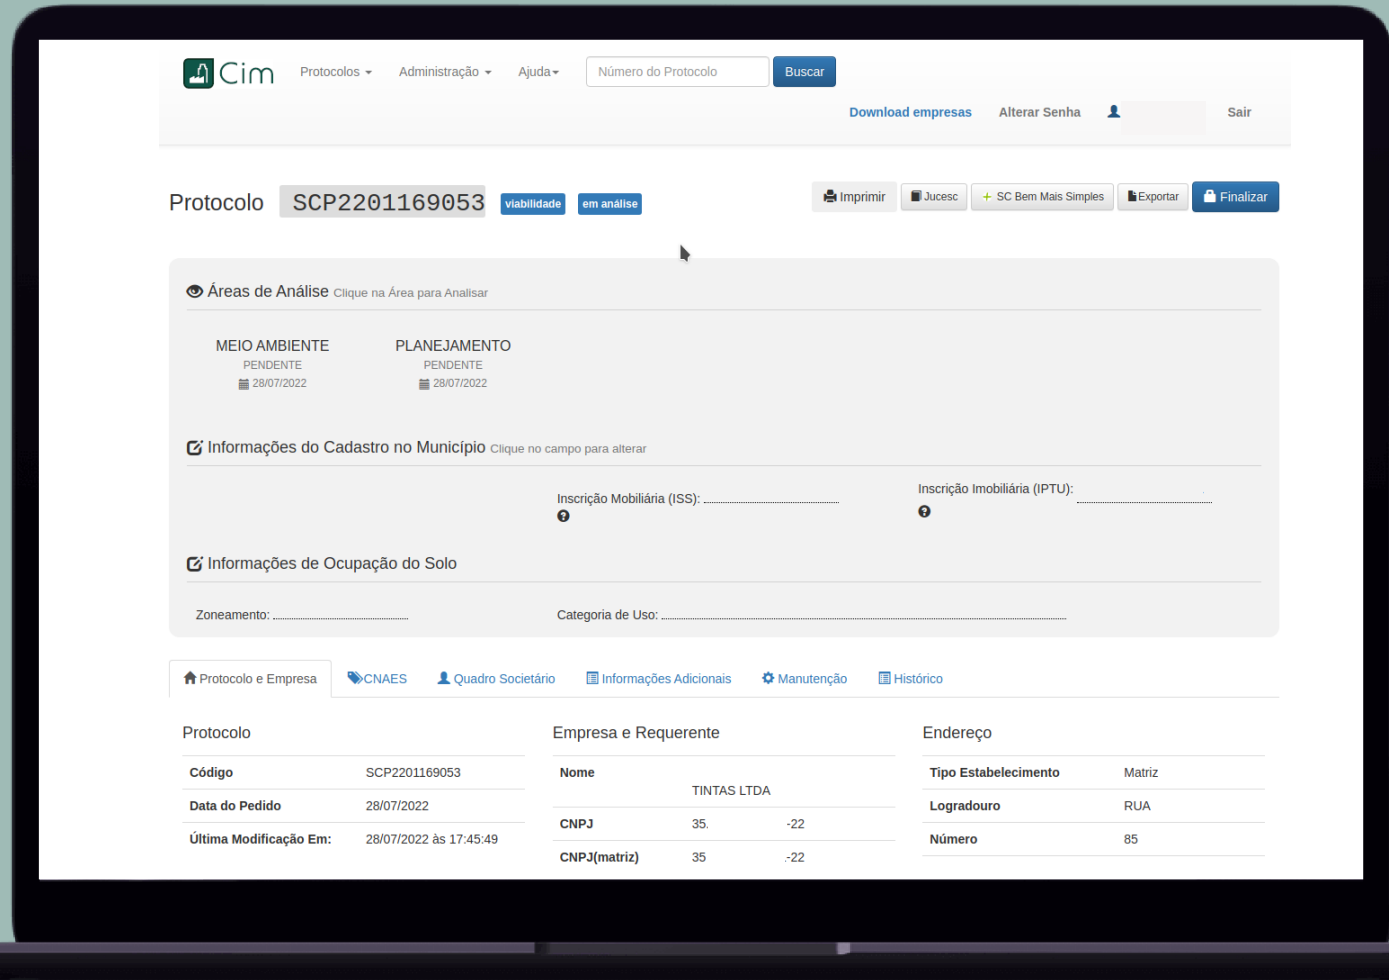 Cim Protocolos Administração Ajuda Número do Protocolo Buscar
Download empresas Alterar Senha Sair
Protocolo SCP2201169053 viabilidade em análise Imprimir Jucesc SC Bem Mais Simples Exportar Finalizar
Áreas de Análise Clique na Área para Analisar
MEIO AMBIENTE PLANEJAMENTO
PENDENTE PENDENTE
28/07/2022 28/07/2022
Informações do Cadastro no Município Clique no campo para alterar
Inscrição Mobiliária (ISS): Inscrição Imobiliária (IPTU):
Informações de Ocupação do Solo
Zoneamento: Categoria de Uso:
Protocolo e Empresa CNAES Quadro Societário Informações Adicionais Manutenção Histórico
Protocolo Empresa e Requerente Endereço
Código SCP2201169053 Nome Tipo Estabelecimento Matriz
TINTAS LTDA
Data do Pedido 28/07/2022 Logradouro RUA
CNPJ 35. -22
Última Modificação Em: 28/07/2022 às 17:45:49 Número 85
CNPJ(matriz) 35 .-22